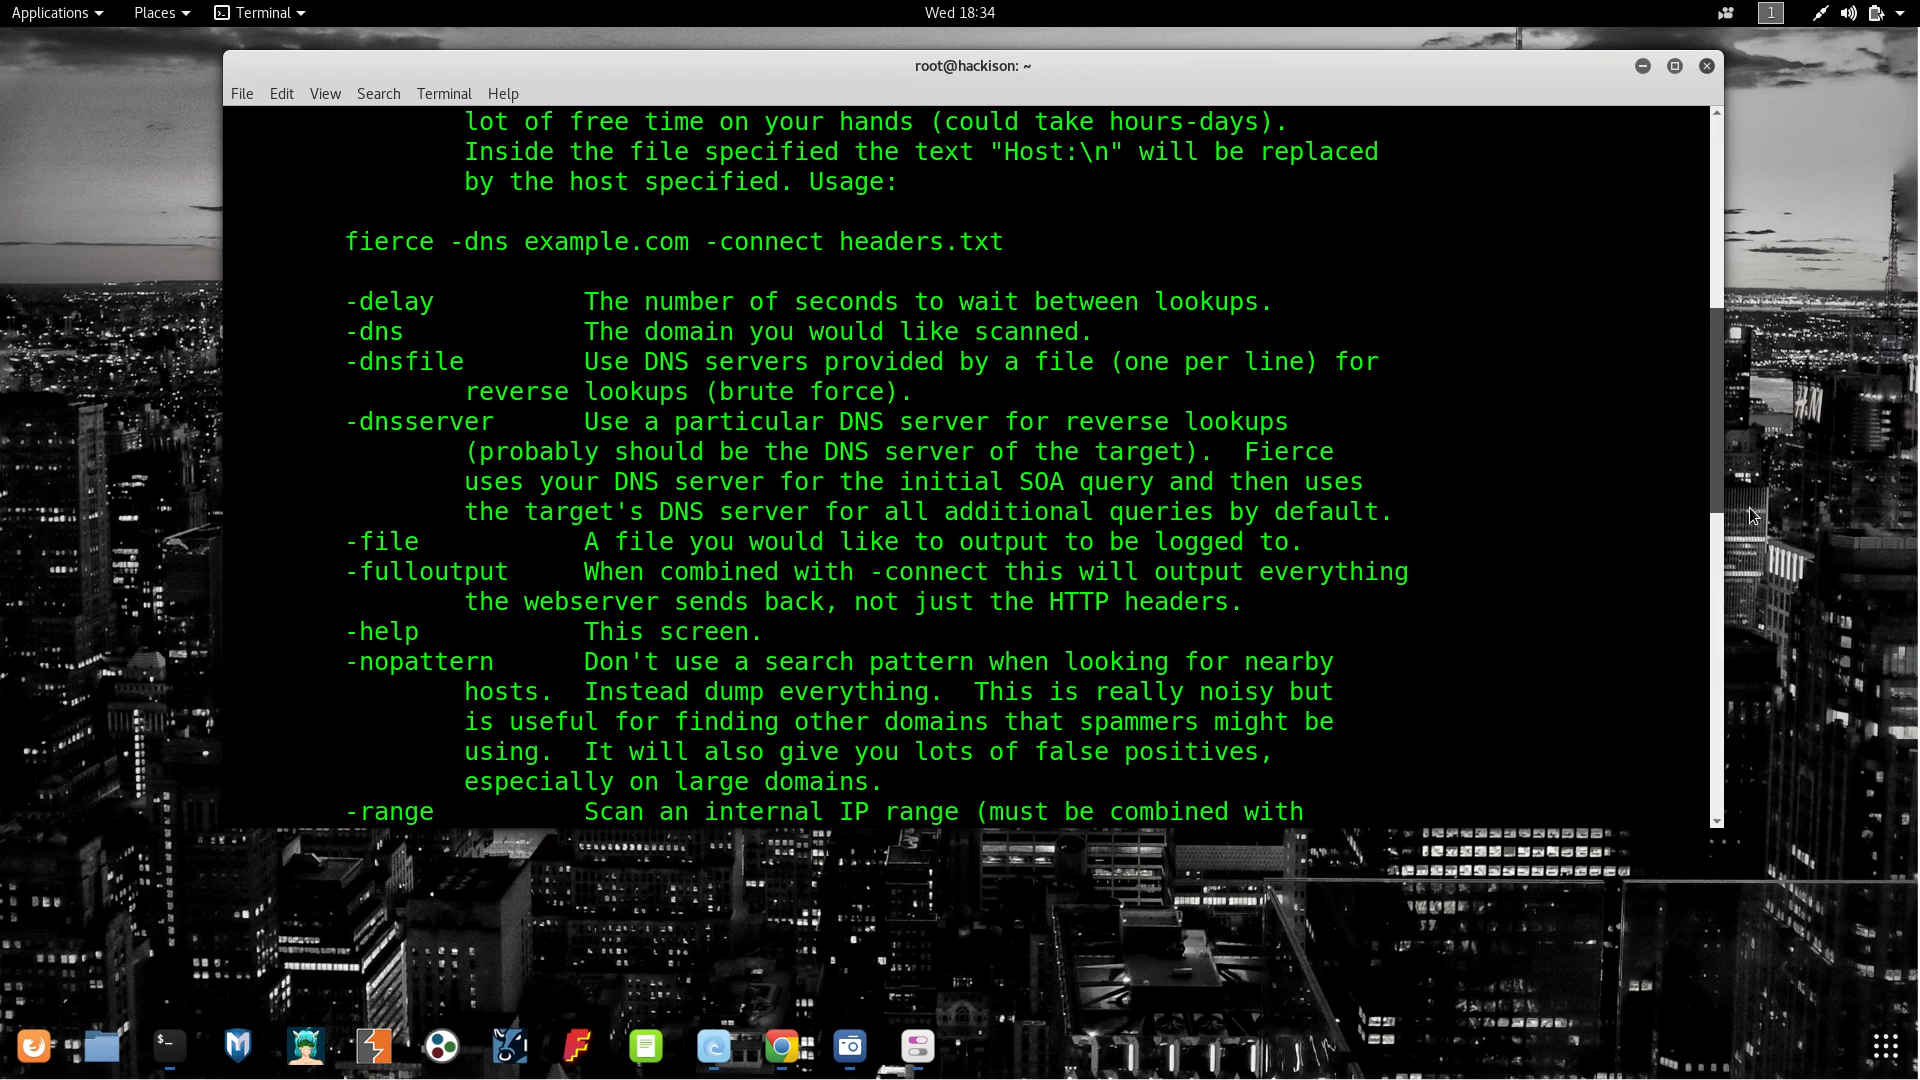 Applications Places Terminal Wed 18:34 1
root@hackison: ~
File Edit View Search Terminal Help
lot of free time on your hands (could take hours-days).
Inside the file specified the text "Host:\n" will be replaced
by the host specified. Usage:
fierce -dns example.com -connect headers.txt
-delay The number of seconds to wait between lookups.
-dns The domain you would like scanned.
-dnsfile Use DNS servers provided by a file (one per line) for
reverse lookups (brute force).
-dnsserver Use a particular DNS server for reverse lookups
(probably should be the DNS server of the target). Fierce
uses your DNS server for the initial SOA query and then uses
the target's DNS server for all additional queries by default.
-file A file you would like to output to be logged to.
-fulloutput When combined with -connect this will output everything
the webserver sends back, not just the HTTP headers.
-help This screen.
-nopattern Don't use a search pattern when looking for nearby
hosts. Instead dump everything. This is really noisy but
is useful for finding other domains that spammers might be
using. It will also give you lots of false positives,
especially on large domains.
-range Scan an internal IP range (must be combined with
H&M
$_